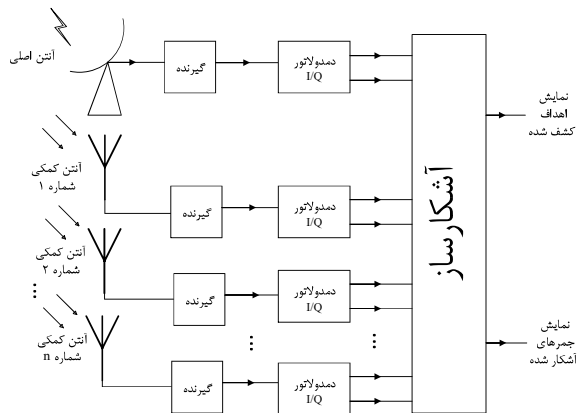 آنتن اصلی
گیرنده
دمدولاتور
I/Q
آنتن کمکی
شماره ۱
گیرنده
دمدولاتور
I/Q
آنتن کمکی
شماره ۲
گیرنده
دمدولاتور
I/Q
...
...
...
آنتن کمکی
شماره n
گیرنده
دمدولاتور
I/Q
آشکارساز
نمایش
اهداف
کشف شده
نمایش
جمرهای
آشکار شده